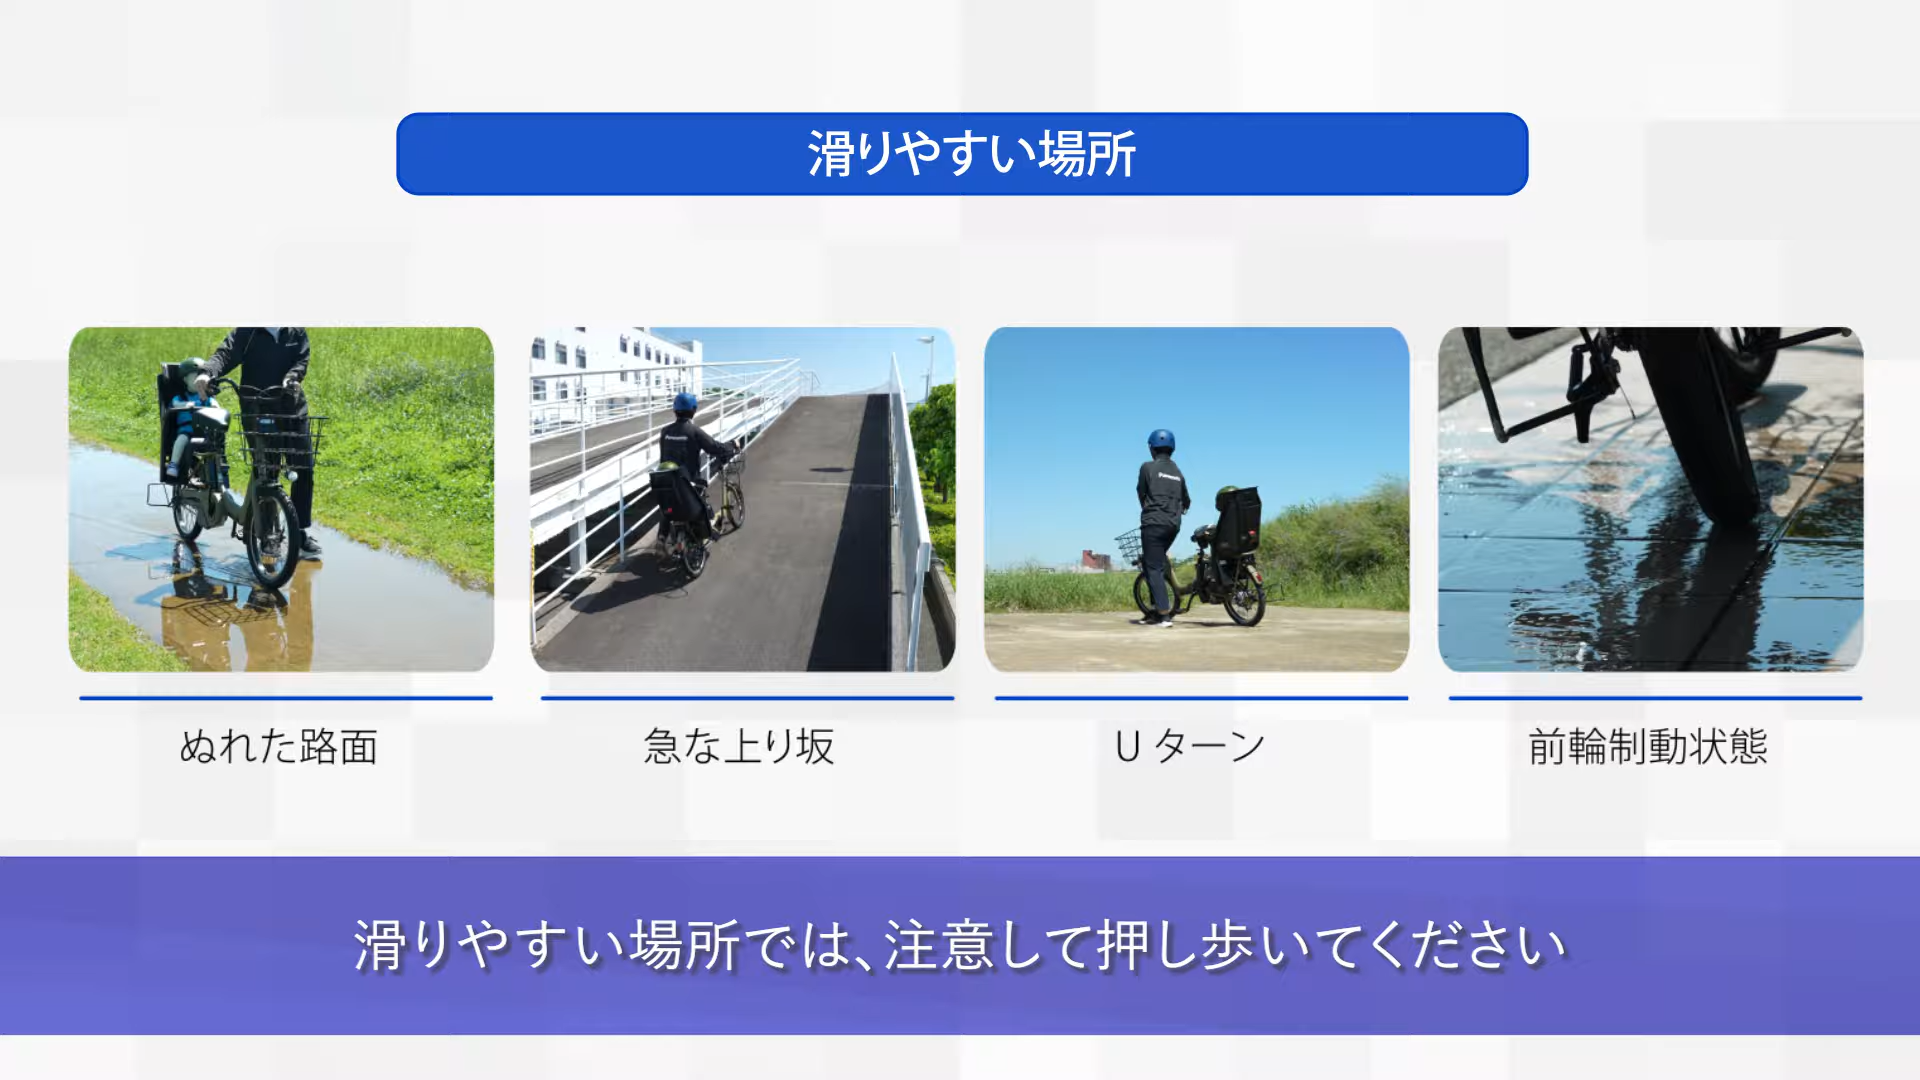 滑りやすい場所
ぬれた路面
急な上り坂
Uターン
前輪制動状態
滑りやすい場所では、注意して押し歩いてください